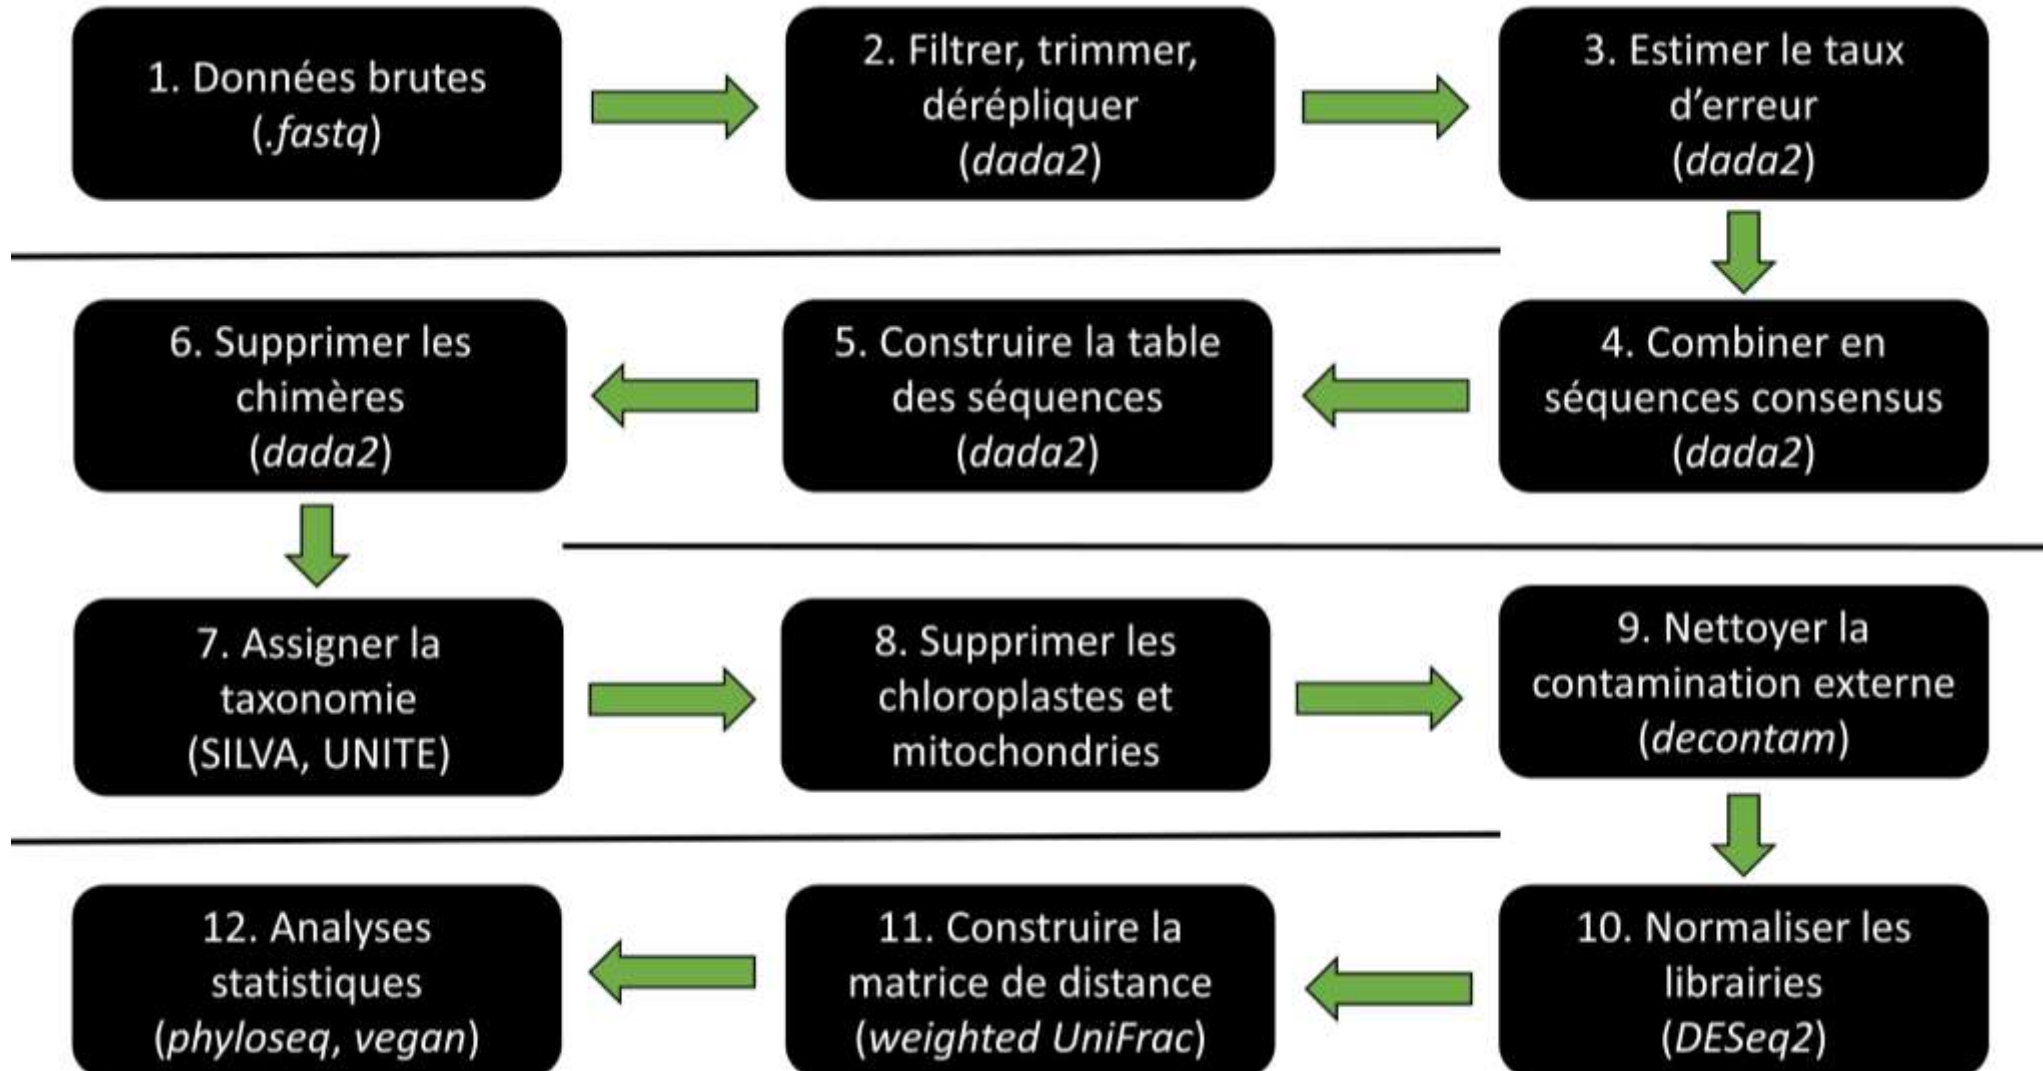 1. Données brutes
(.fastq)
2. Filtrer, trimmer,
dérépliquer
(dada2)
3. Estimer le taux
d’erreur
(dada2)
4. Combiner en
séquences consensus
(dada2)
5. Construire la table
des séquences
(dada2)
6. Supprimer les
chimères
(dada2)
7. Assigner la
taxonomie
(SILVA, UNITE)
8. Supprimer les
chloroplastes et
mitochondries
9. Nettoyer la
contamination externe
(decontam)
10. Normaliser les
librairies
(DESeq2)
11. Construire la
matrice de distance
(weighted UniFrac)
12. Analyses
statistiques
(phyloseq, vegan)